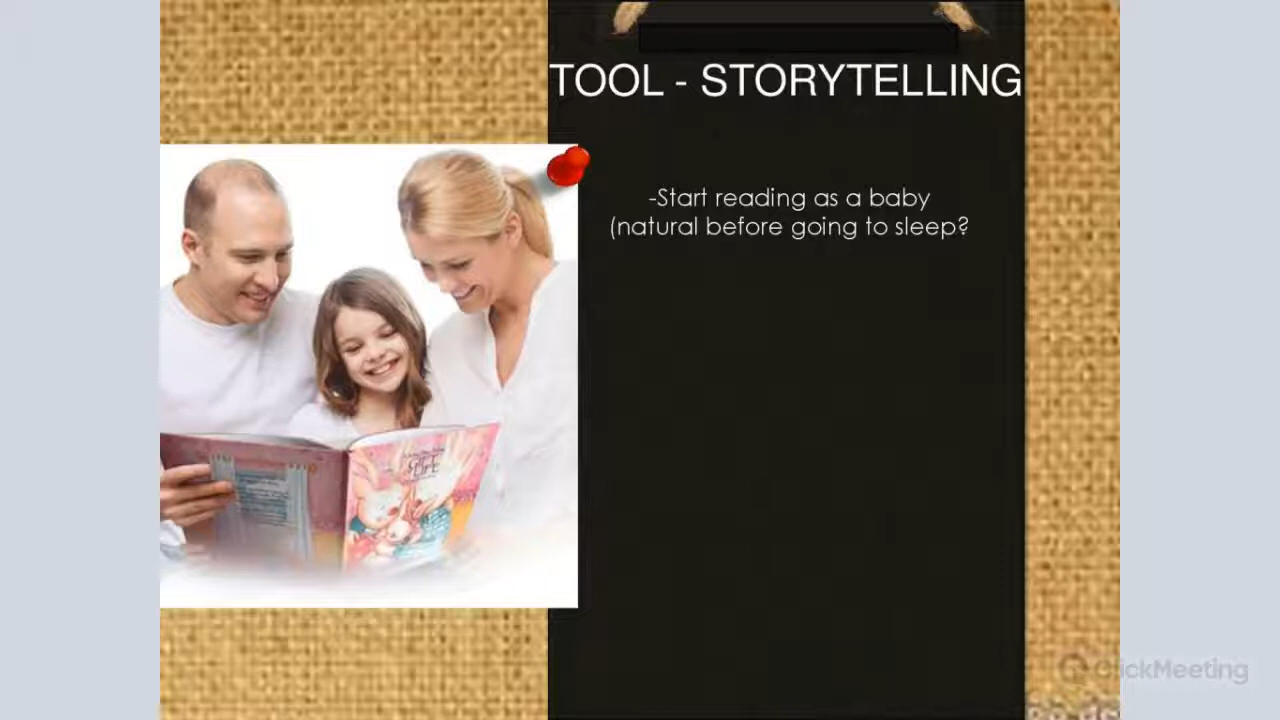 TOOL - STORYTELLING
-Start reading as a baby
(natural before going to sleep?
ClickMeeting